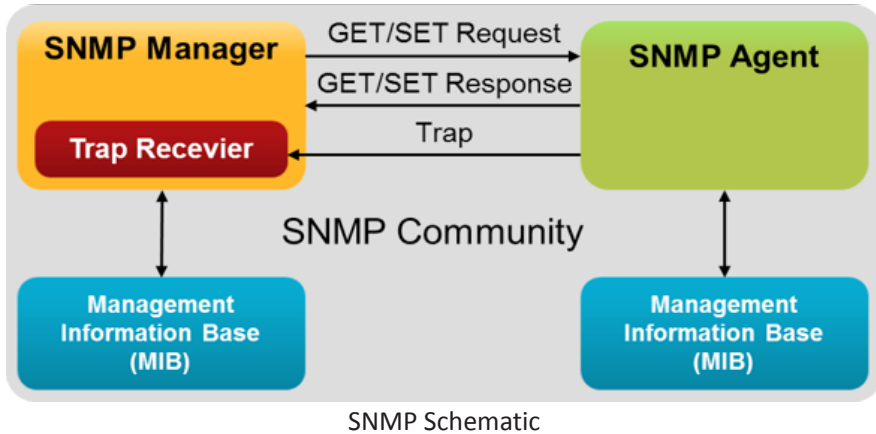 SNMP Manager
GET/SET Request
SNMP Agent
GET/SET Response
Trap
Trap Recevier
SNMP Community
Management
Information Base
(MIB)
Management
Information Base
(MIB)
SNMP Schematic